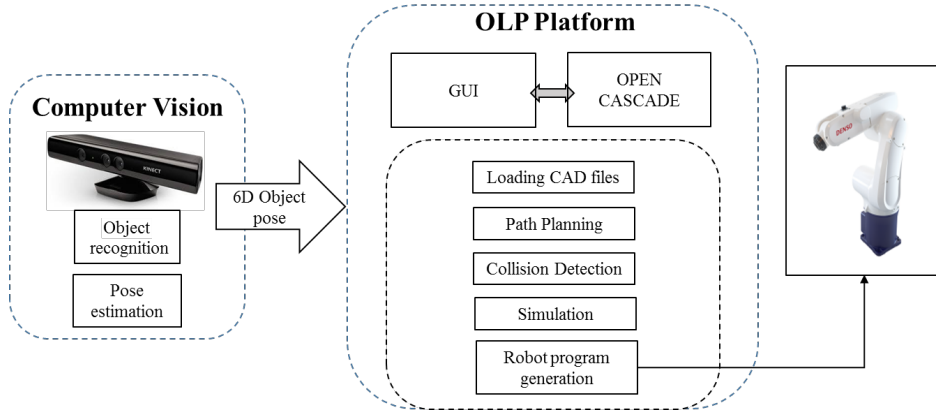 OLP Platform
Computer Vision
KINECT
Object
recognition
Pose
estimation
6D Object
pose
GUI
OPEN
CASCADE
Loading CAD files
Path Planning
Collision Detection
Simulation
Robot program
generation
DENSO